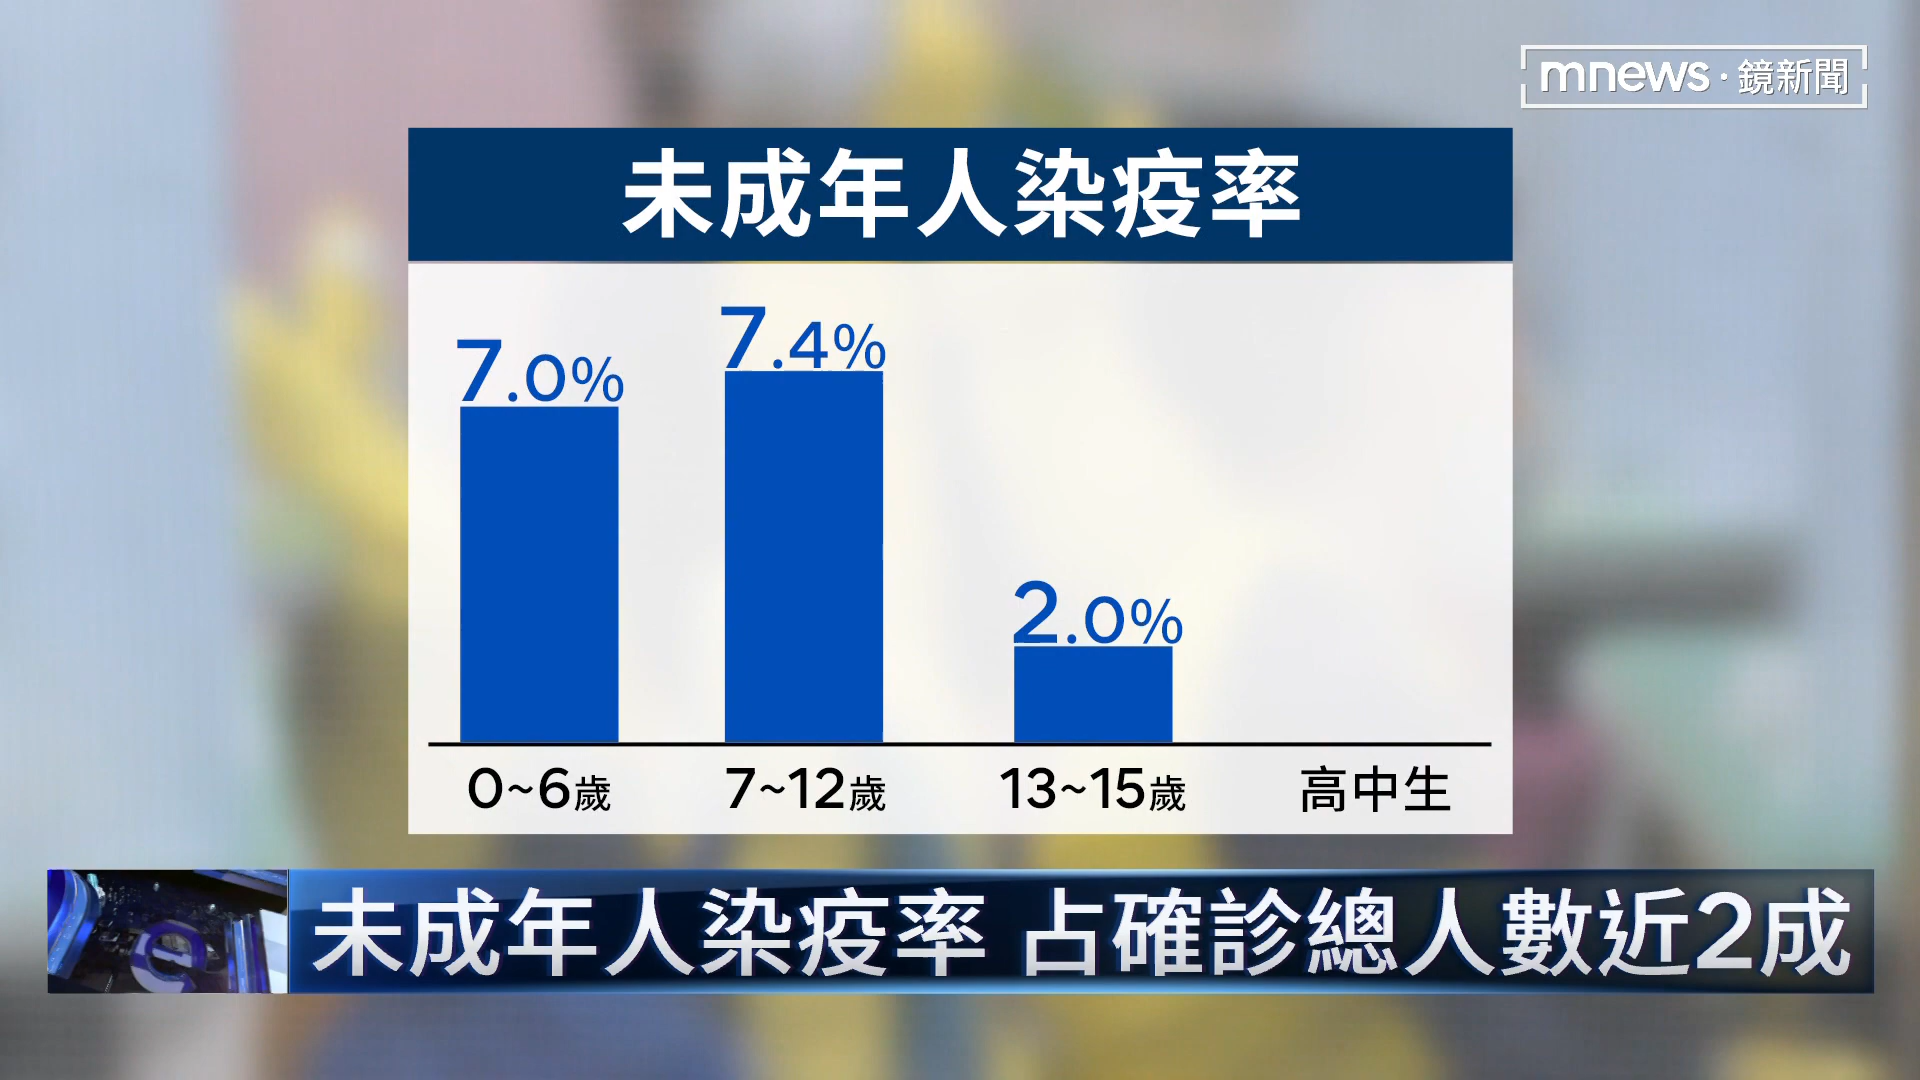 mnews·鏡新聞
未成年人染疫率
7.0%
7.4%
2.0%
0~6歲
7~12歲
13~15歲
高中生
未成年人染疫率 占確診總人數近2成